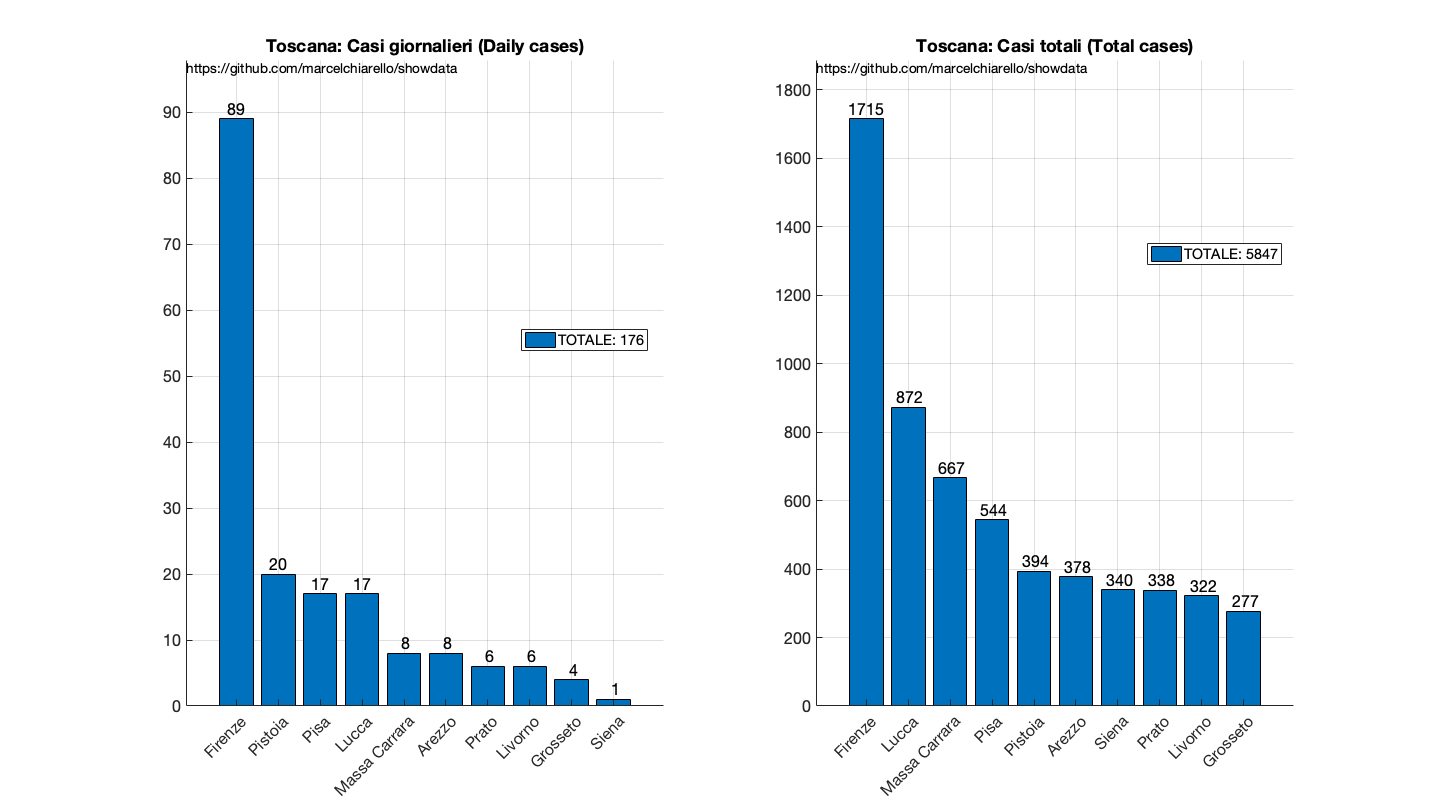 Toscana: Casi giornalieri (Daily cases)
https://github.com/marcelchiarello/showdata
90
80
70
60
50
40
30
20
10
0
89
20
17
17
8
8
6
6
4
1
TOTALE: 176
Firenze
Pistoia
Pisa
Lucca
Massa Carrara
Arezzo
Prato
Livorno
Grosseto
Siena
Toscana: Casi totali (Total cases)
https://github.com/marcelchiarello/showdata
1800
1600
1400
1200
1000
800
600
400
200
0
1715
872
667
544
394
378
340
338
322
277
TOTALE: 5847
Firenze
Lucca
Massa Carrara
Pisa
Pistoia
Arezzo
Siena
Prato
Livorno
Grosseto